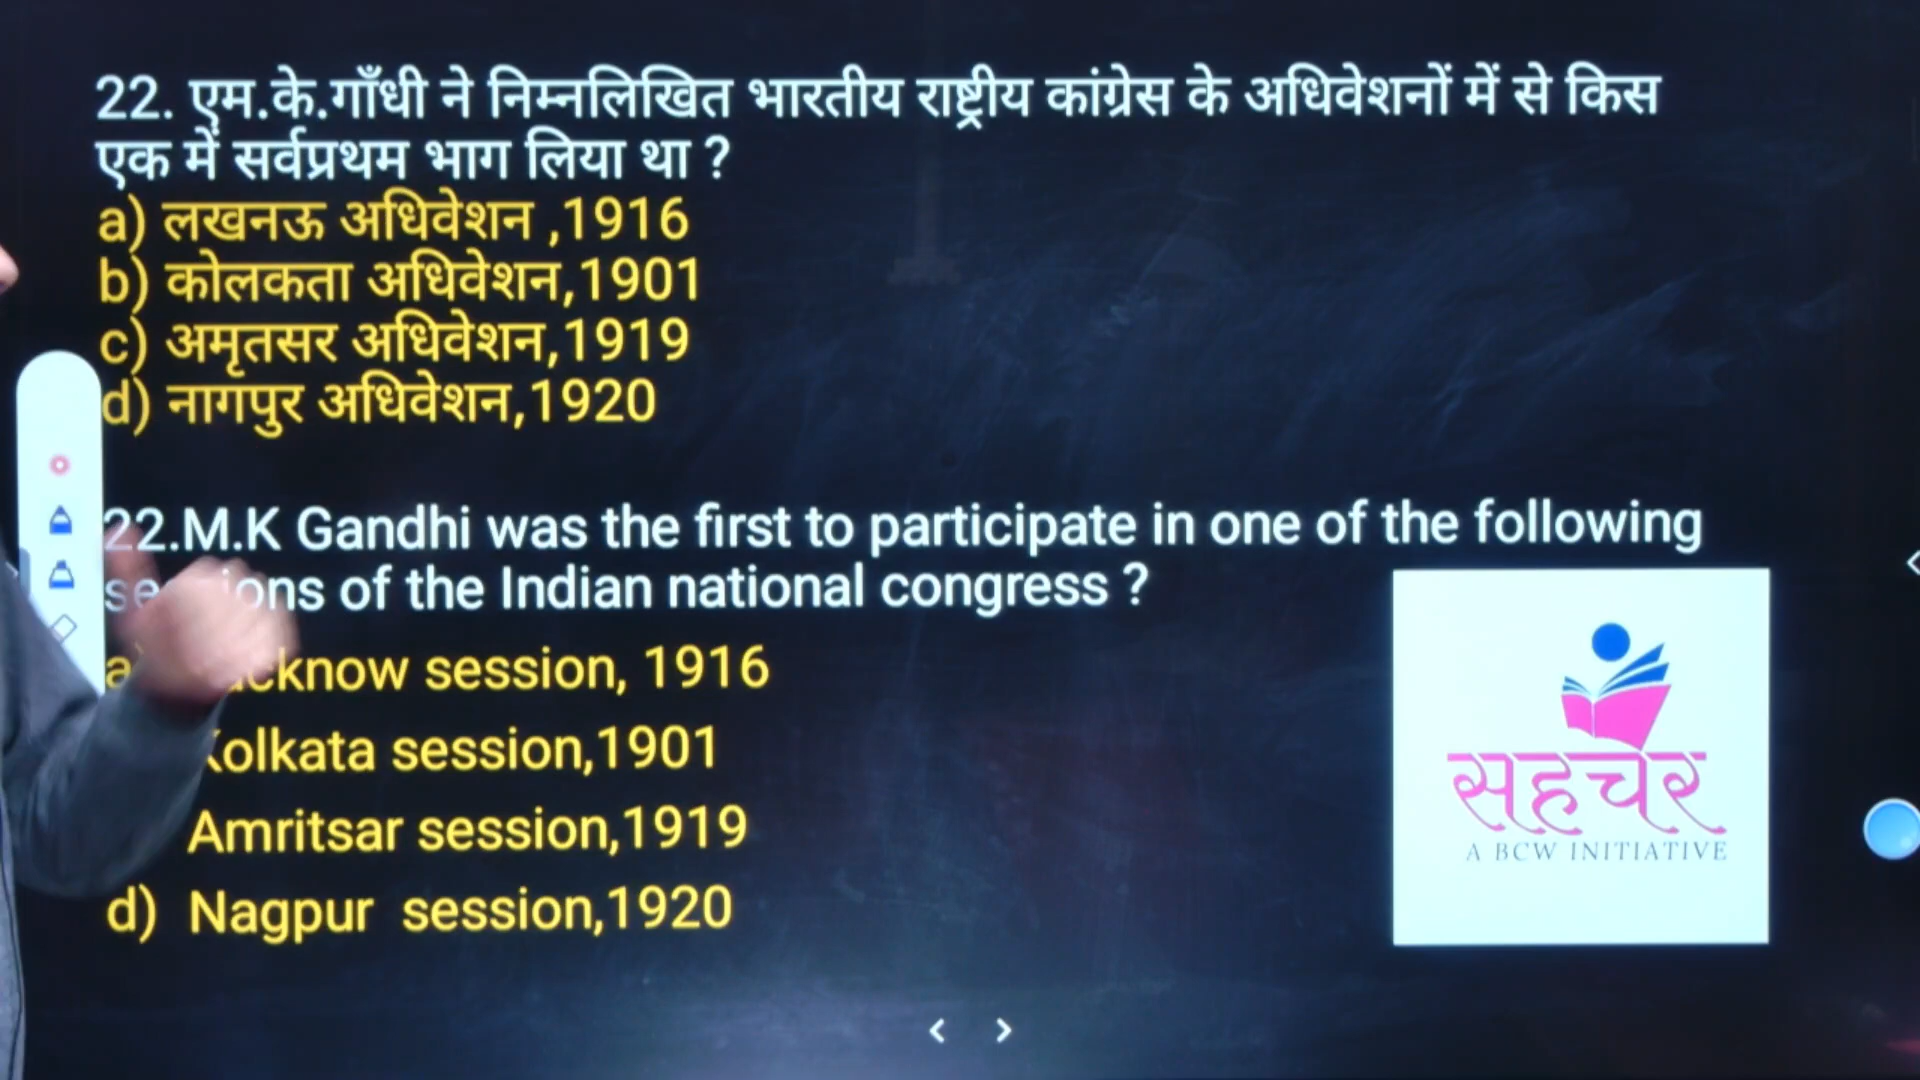 22. एम.के.गाँधी ने निम्नलिखित भारतीय राष्ट्रीय कांग्रेस के अधिवेशनों में से किस
एक में सर्वप्रथम भाग लिया था ?
a) लखनऊ अधिवेशन ,1916
b) कोलकता अधिवेशन,1901
c) अमृतसर अधिवेशन,1919
d) नागपुर अधिवेशन,1920
22.M.K Gandhi was the first to participate in one of the following
of the Indian national congress ?
session, 1916
Kolkata session,1901
Amritsar session,1919
d) Nagpur session,1920
सहचर
A BCW INITIATIVE